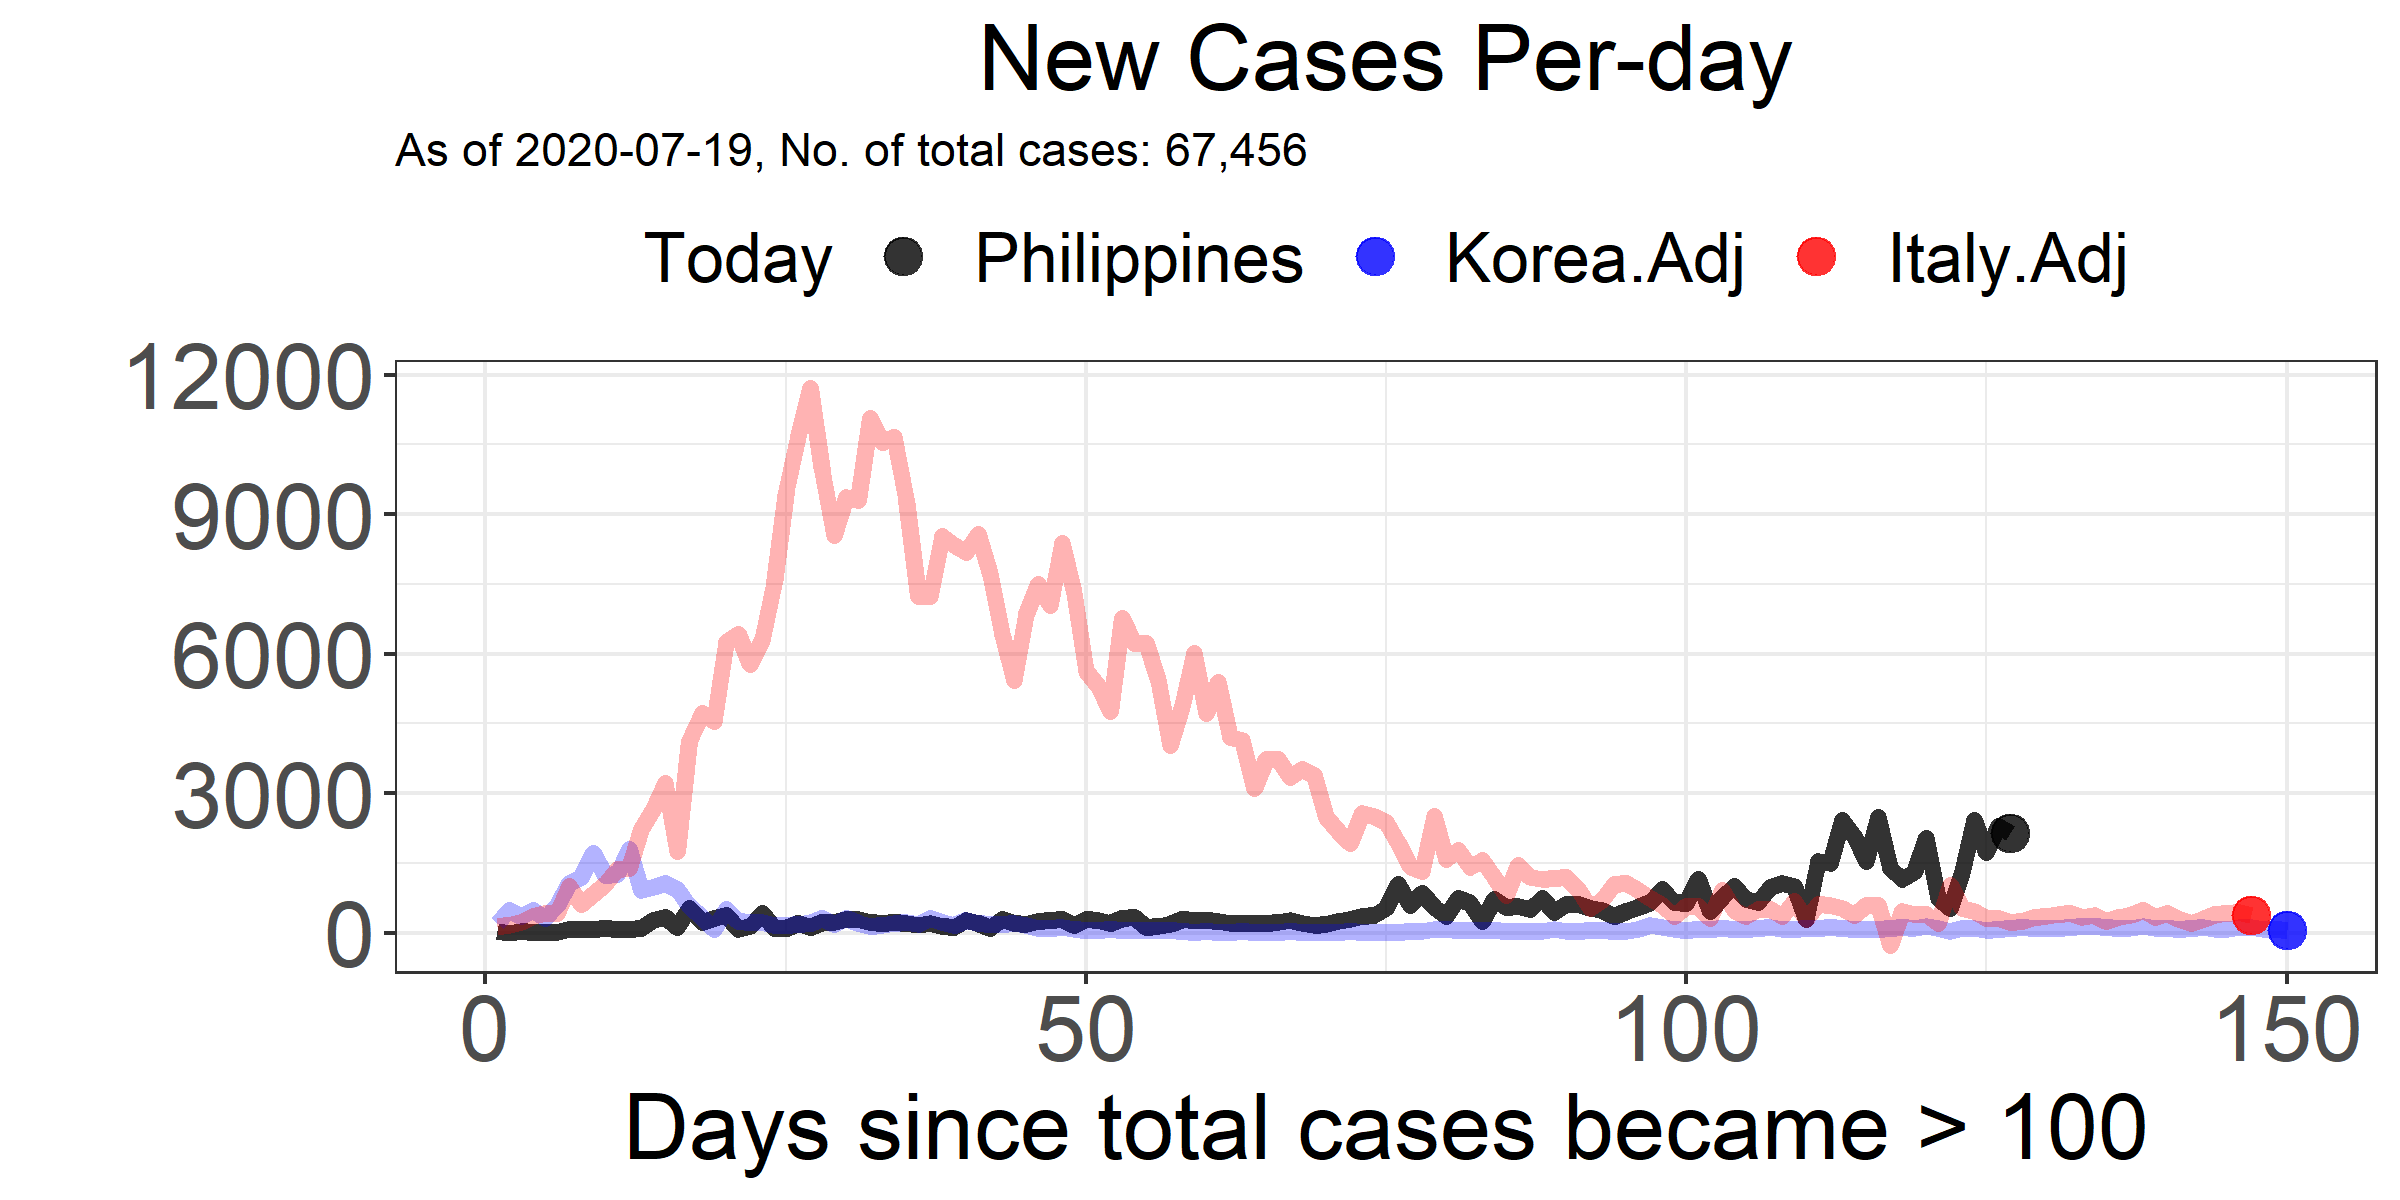 New Cases Per-day
As of 2020-07-19, No. of total cases: 67,456
Today Philippines Korea.Adj Italy.Adj
12000
9000
6000
3000
0
0 50 100 150
Days since total cases became > 100